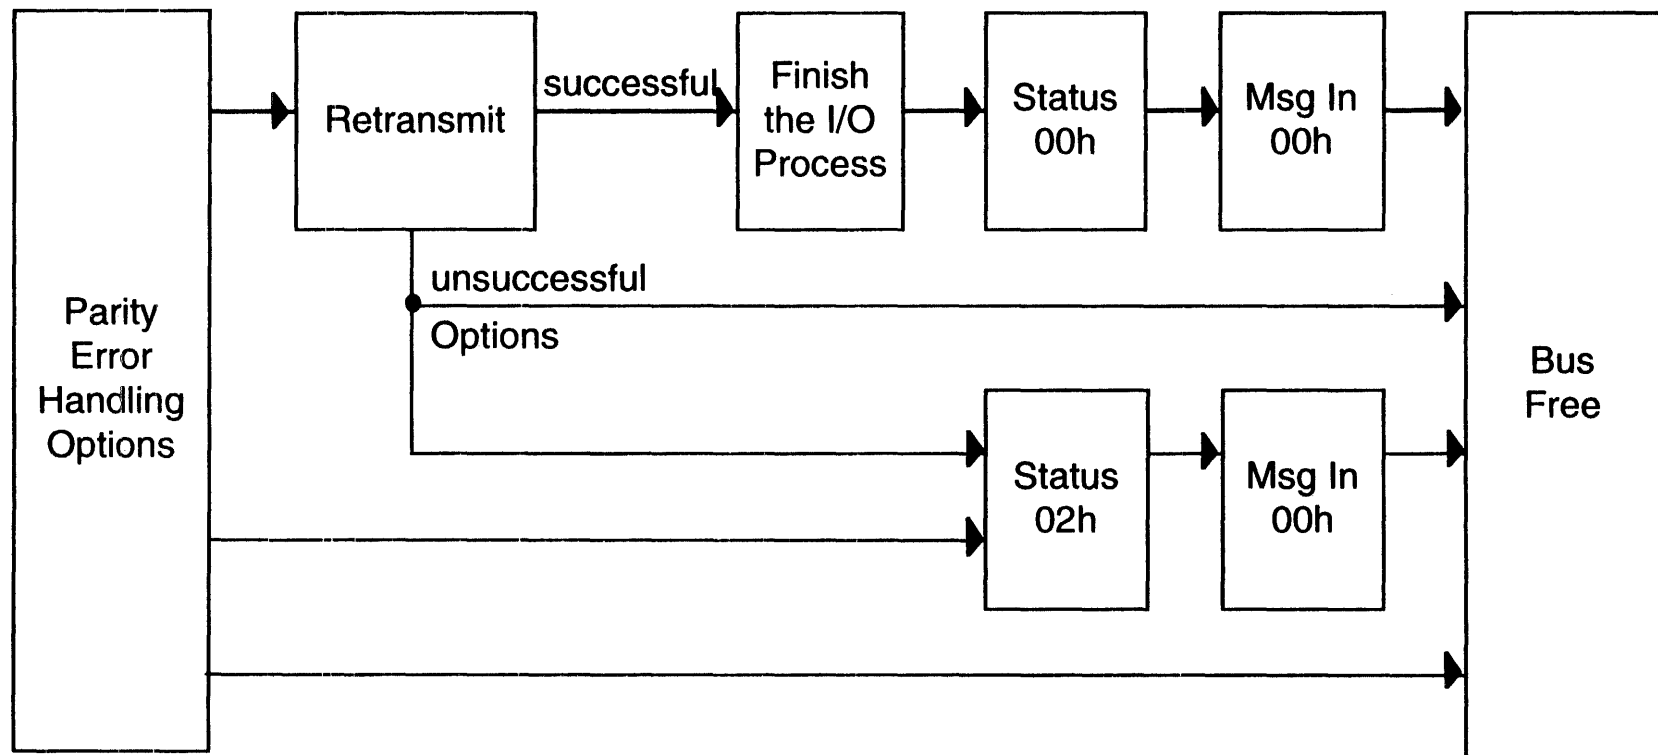 Parity
Error
Handling
Options
Retransmit
successful
Finish
the I/O
Process
Status
00h
Msg In
00h
unsuccessful
Options
Status
02h
Msg In
00h
Bus
Free